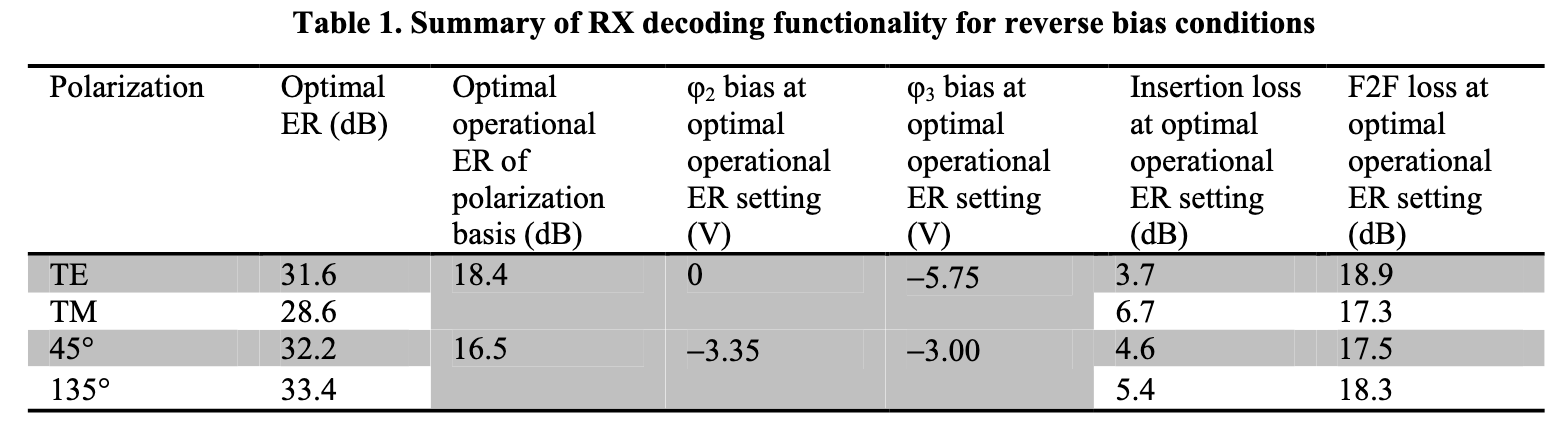 Table 1. Summary of RX decoding functionality for reverse bias conditions
Polarization Optimal Optimal φ₂ bias at φ₃ bias at Insertion loss F2F loss at
ER (dB) operational optimal optimal at optimal optimal
ER of operational operational operational operational
polarization ER setting ER setting ER setting ER setting
basis (dB) (V) (V) (dB) (dB)
TE 31.6 18.4 0 –5.75 3.7 18.9
TM 28.6 6.7 17.3
45° 32.2 16.5 –3.35 –3.00 4.6 17.5
135° 33.4 5.4 18.3